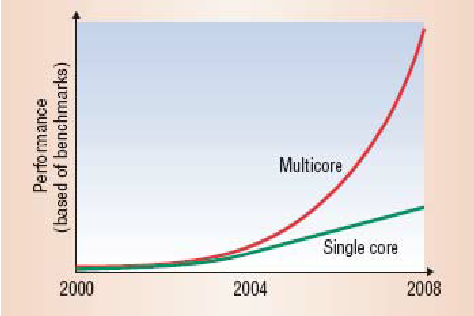 Performance
(based of benchmarks)
Multicore
Single core
2000
2004
2008